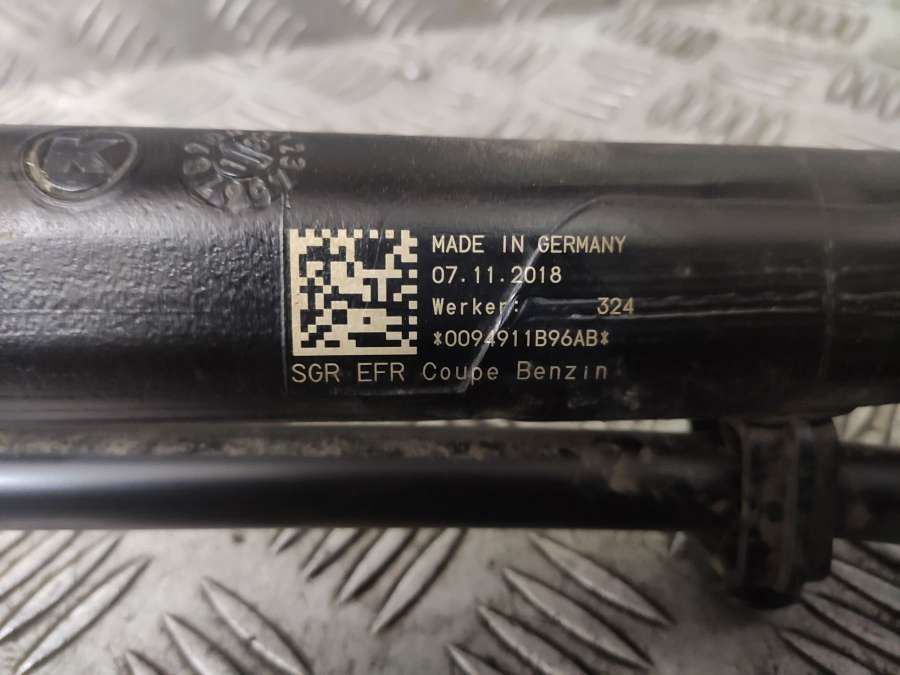 MADE IN GERMANY
07.11.2018
Werker: 324
*0094911B96AB*
SGR EFR Coupe Benzin